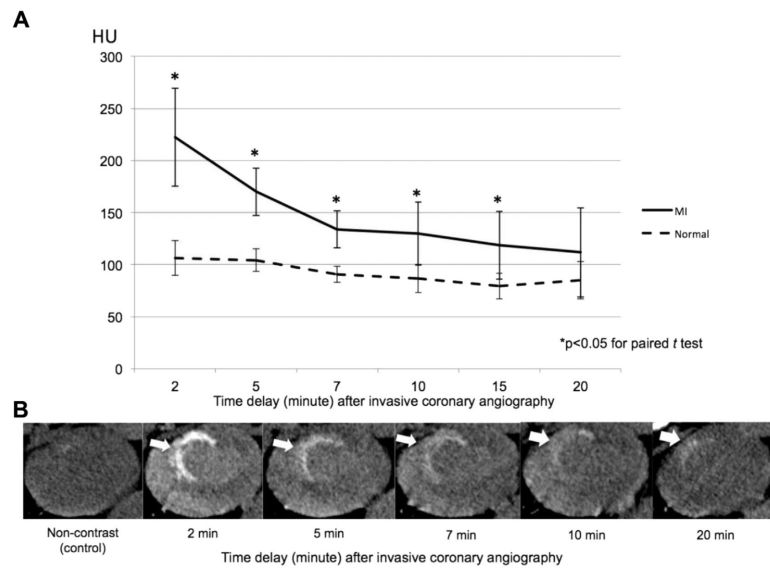 A
HU
300
250
200
150
100
50
0
*
*
*
*
*
MI
Normal
*p<0.05 for paired t test
2 5 7 10 15 20
Time delay (minute) after invasive coronary angiography
B
Non-contrast (control) 2 min 5 min 7 min 10 min 20 min
Time delay (minute) after invasive coronary angiography